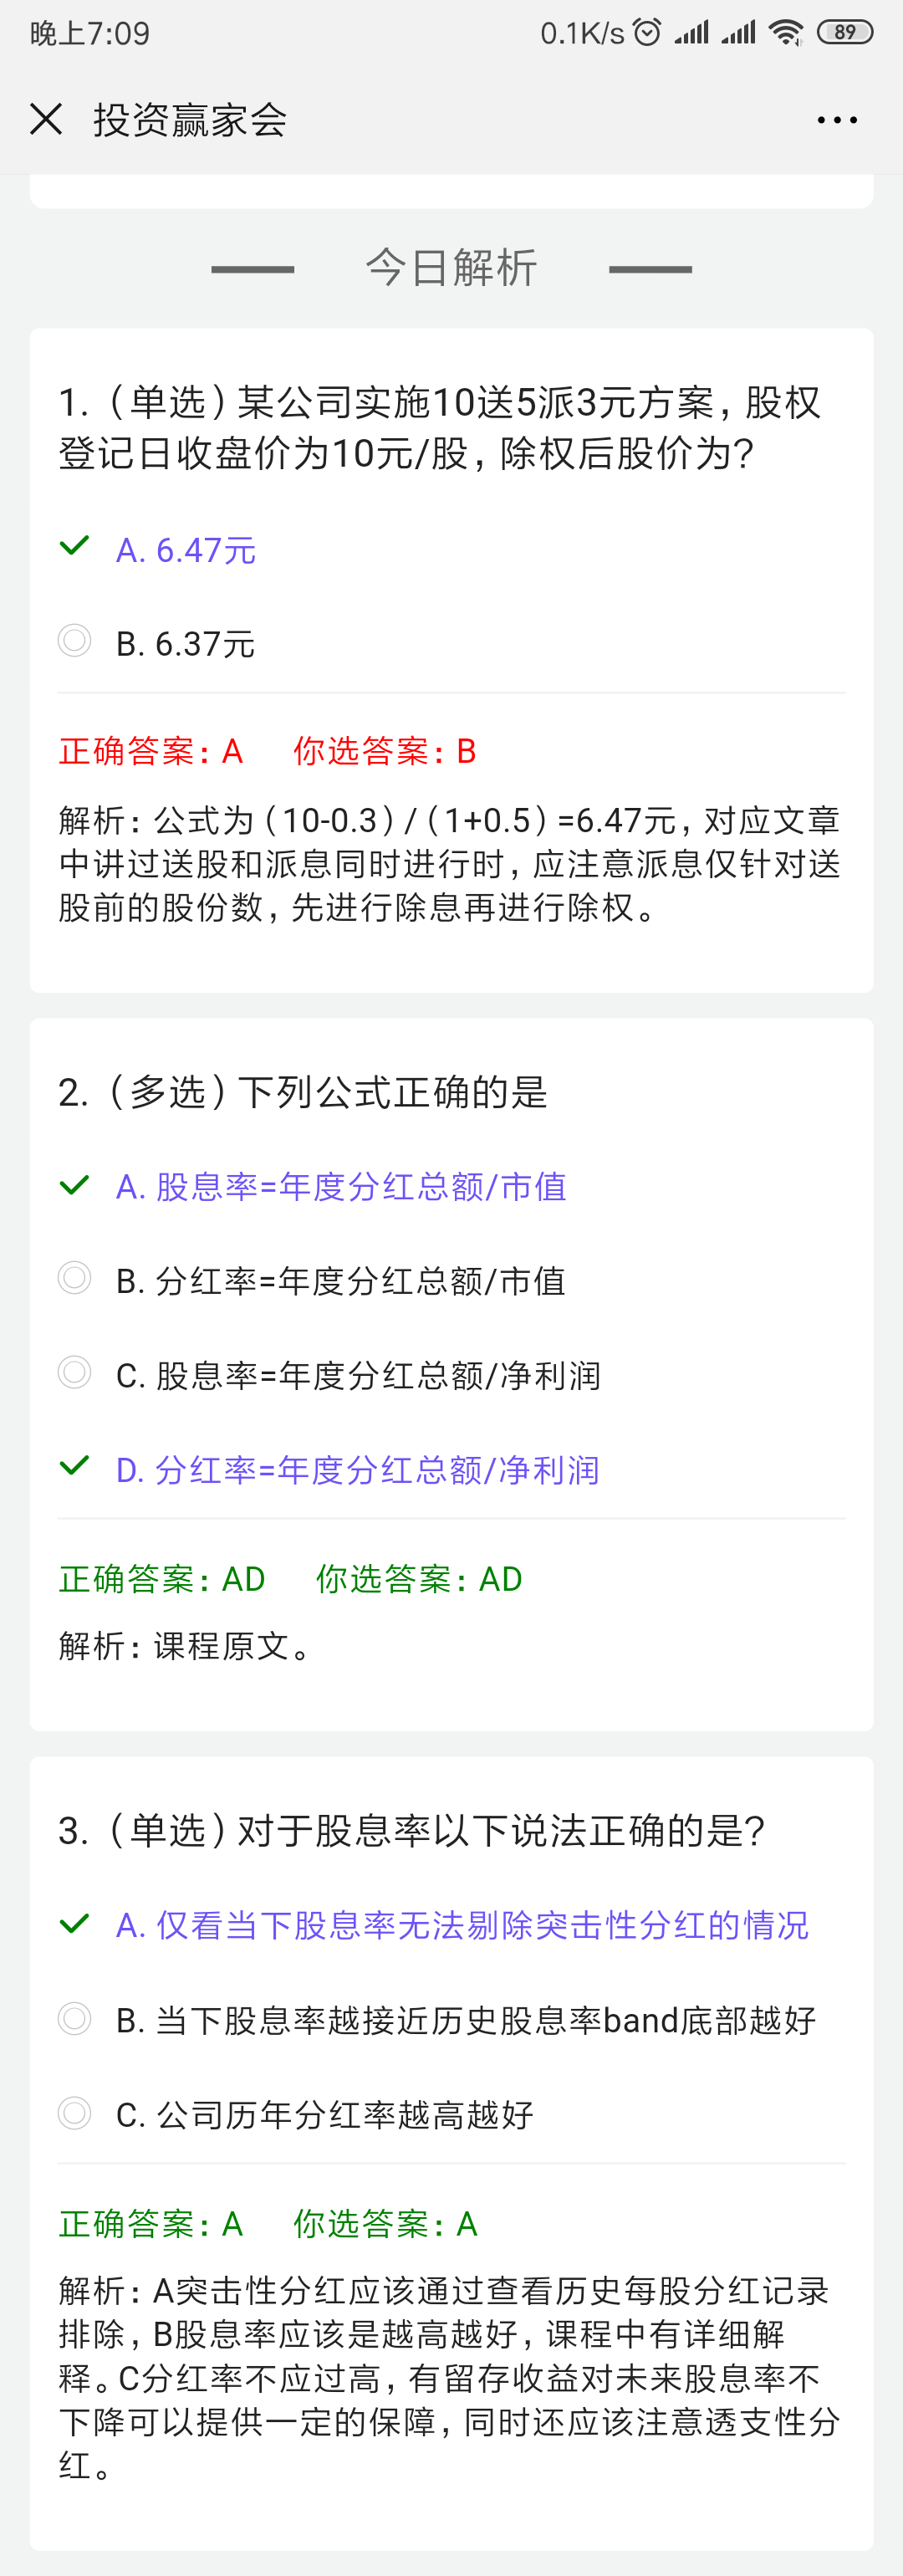 晚上7:09
0.1K/s
89
投资赢家会
今日解析
1.（单选）某公司实施10送5派3元方案，股权
登记日收盘价为10元/股，除权后股价为?
A. 6.47元
B. 6.37元
正确答案：A 你选答案：B
解析：公式为（10-0.3）/（1+0.5）=6.47元，对应文章
中讲过送股和派息同时进行时，应注意派息仅针对送
股前的股份数，先进行除息再进行除权。
2.（多选）下列公式正确的是
A. 股息率=年度分红总额/市值
B. 分红率=年度分红总额/市值
C. 股息率=年度分红总额/净利润
D. 分红率=年度分红总额/净利润
正确答案：AD 你选答案：AD
解析：课程原文。
3.（单选）对于股息率以下说法正确的是?
A. 仅看当下股息率无法剔除突击性分红的情况
B. 当下股息率越接近历史股息率band底部越好
C. 公司历年分红率越高越好
正确答案：A 你选答案：A
解析：A突击性分红应该通过查看历史每股分红记录
排除，B股息率应该是越高越好，课程中有详细解
释。C分红率不应过高，有留存收益对未来股息率不
下降可以提供一定的保障，同时还应该注意透支性分
红。